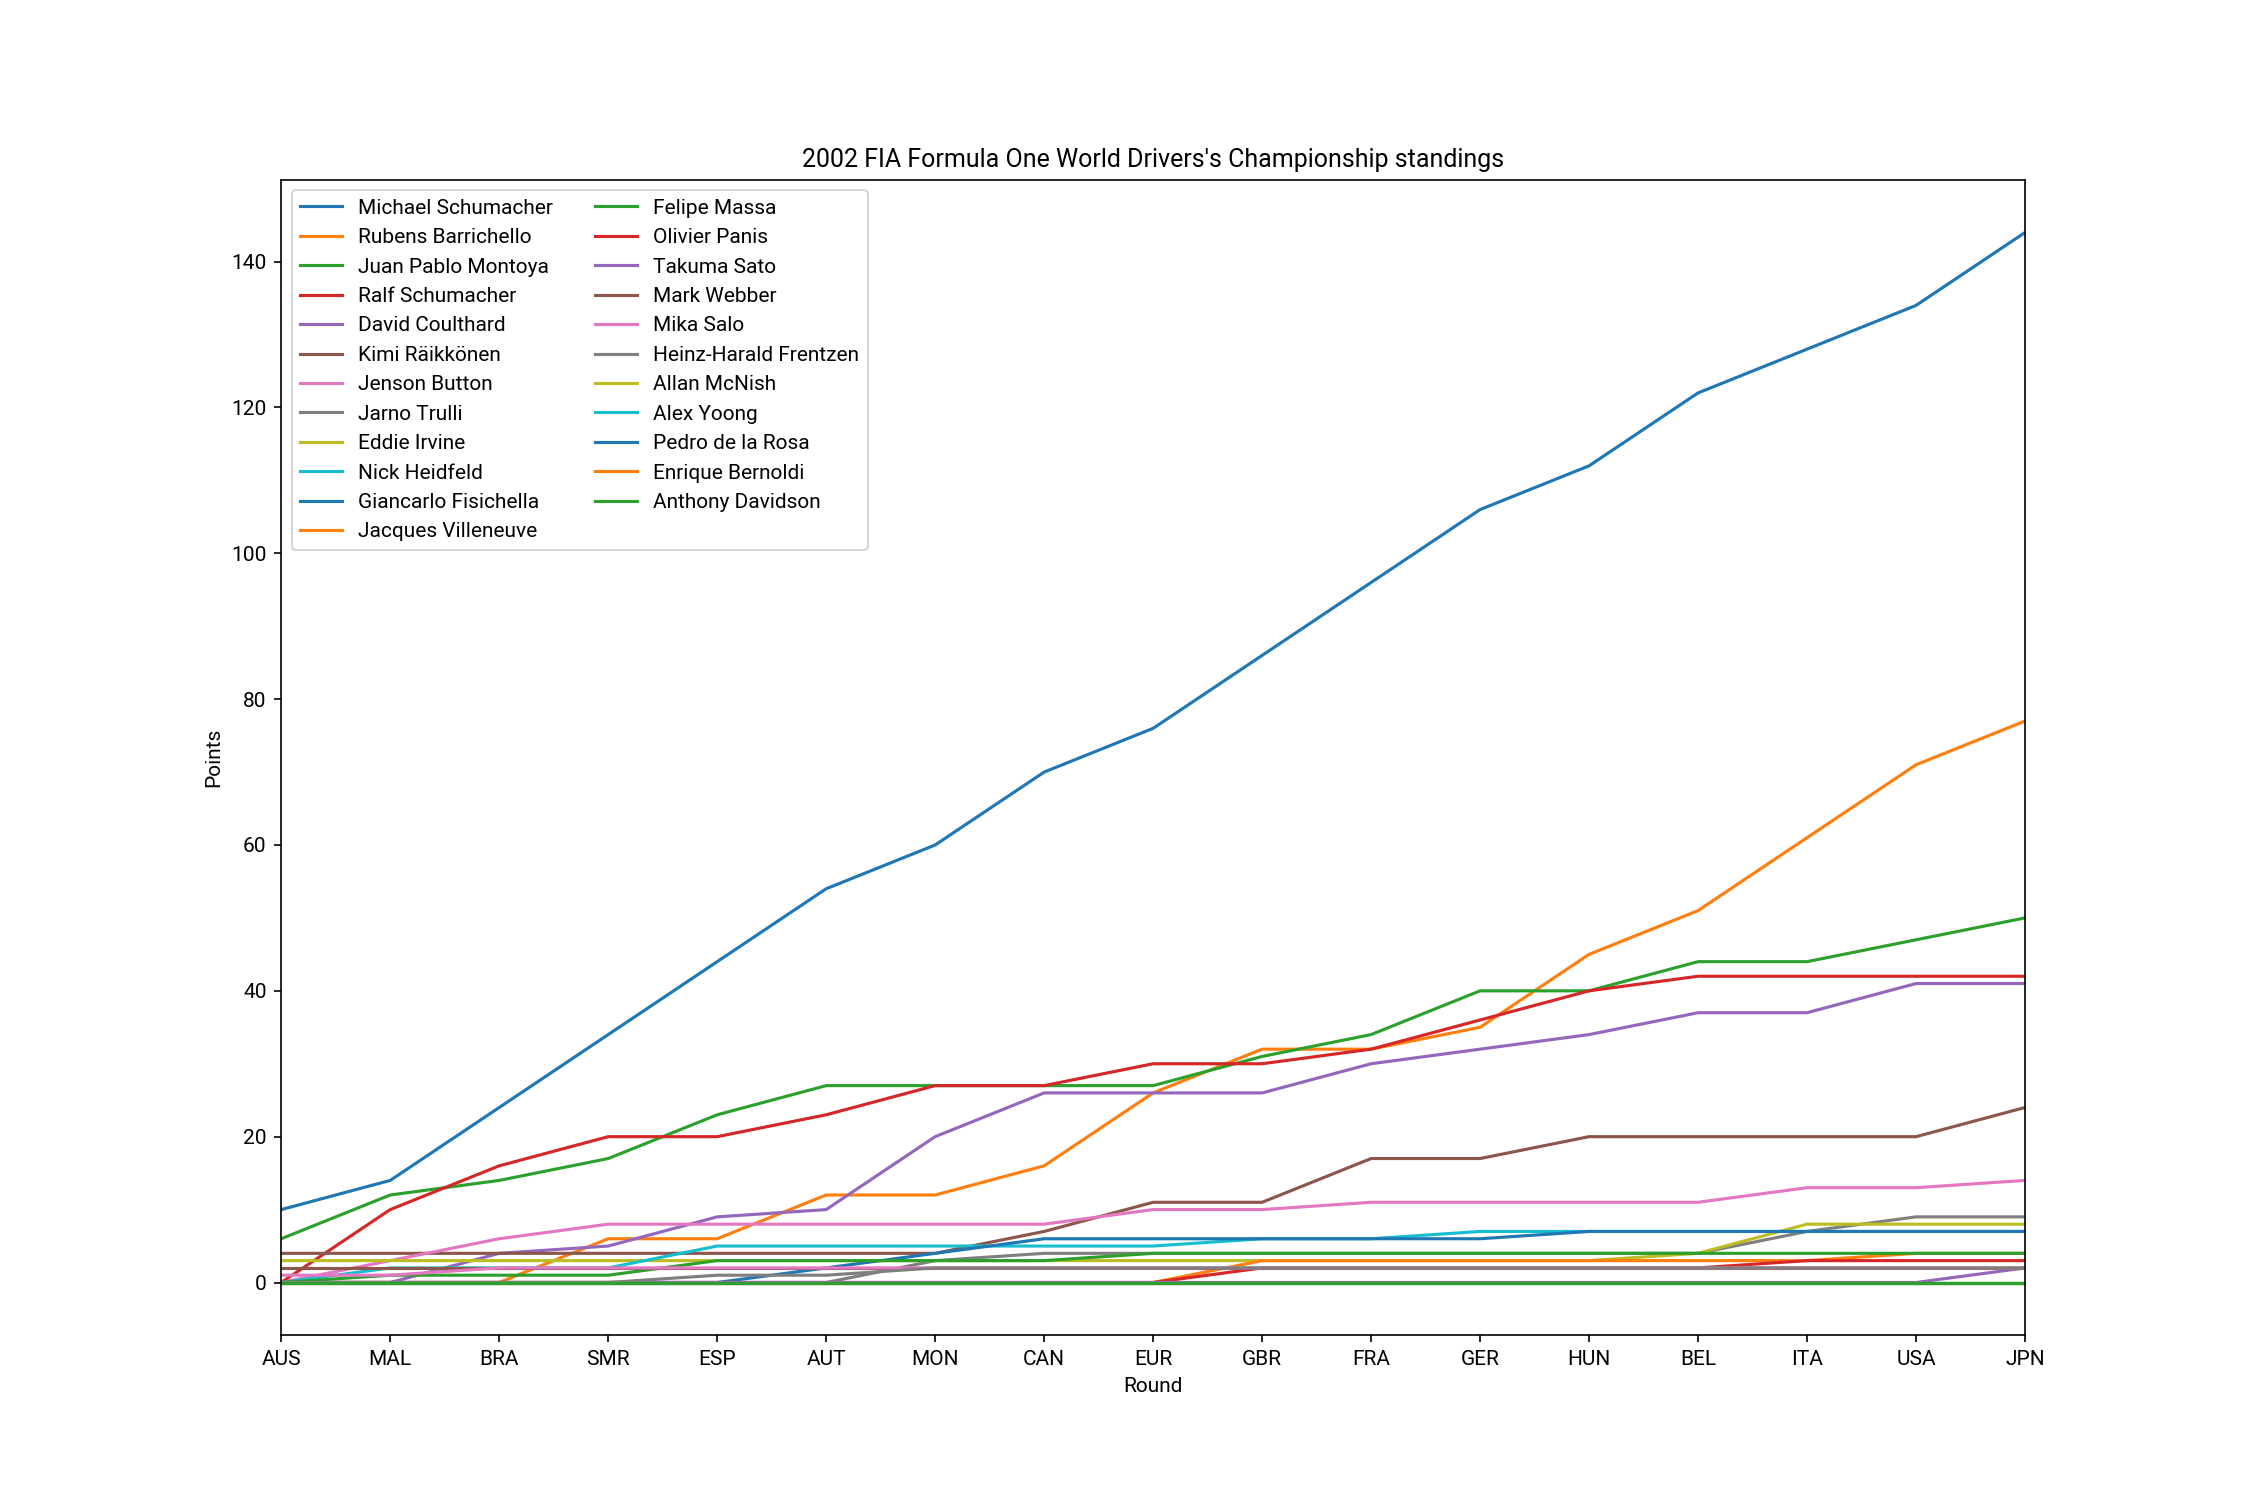 2002 FIA Formula One World Drivers's Championship standings
Michael Schumacher
Rubens Barrichello
Juan Pablo Montoya
Ralf Schumacher
David Coulthard
Kimi Räikkönen
Jenson Button
Jarno Trulli
Eddie Irvine
Nick Heidfeld
Giancarlo Fisichella
Jacques Villeneuve
Felipe Massa
Olivier Panis
Takuma Sato
Mark Webber
Mika Salo
Heinz-Harald Frentzen
Allan McNish
Alex Yoong
Pedro de la Rosa
Enrique Bernoldi
Anthony Davidson
Points
140
120
100
80
60
40
20
0
AUS MAL BRA SMR ESP AUT MON CAN EUR GBR FRA GER HUN BEL ITA USA JPN
Round